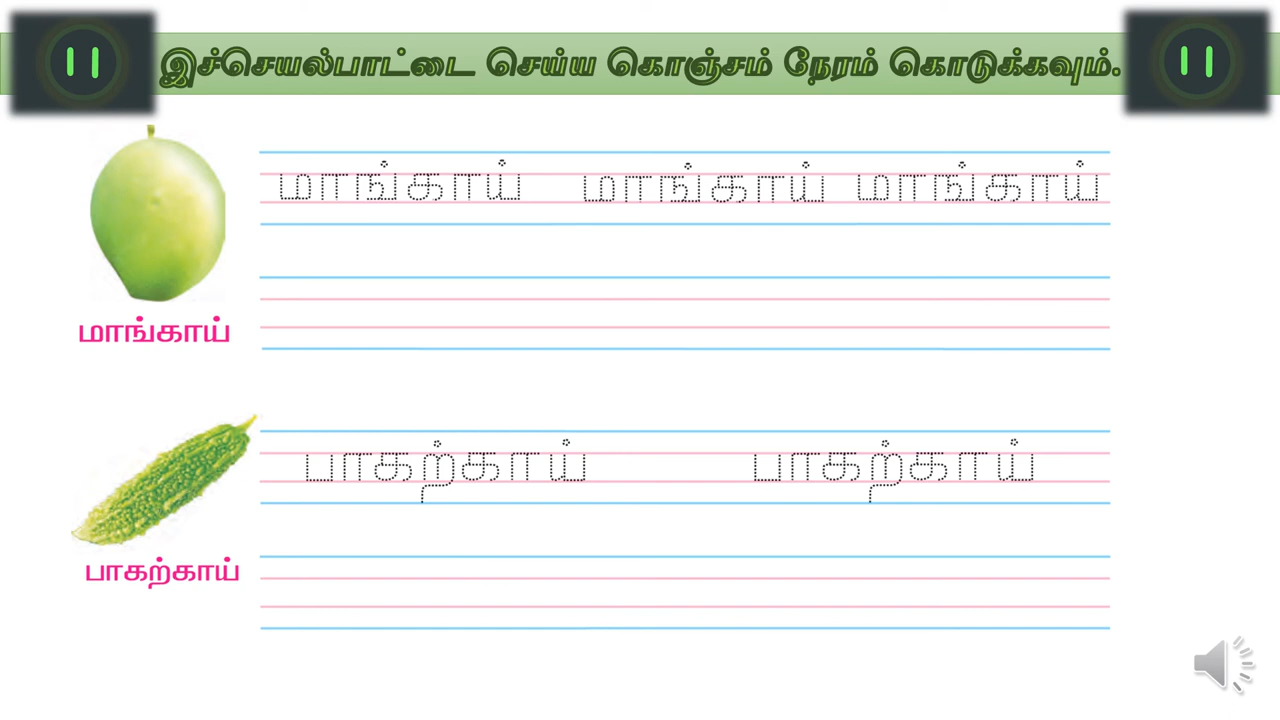 இச்செயல்பாட்டை செய்ய கொஞ்சம் நேரம் கொடுக்கவும்.
மாங்காய் மாங்காய் மாங்காய்
மாங்காய்
பாகற்காய் பாகற்காய்
பாகற்காய்